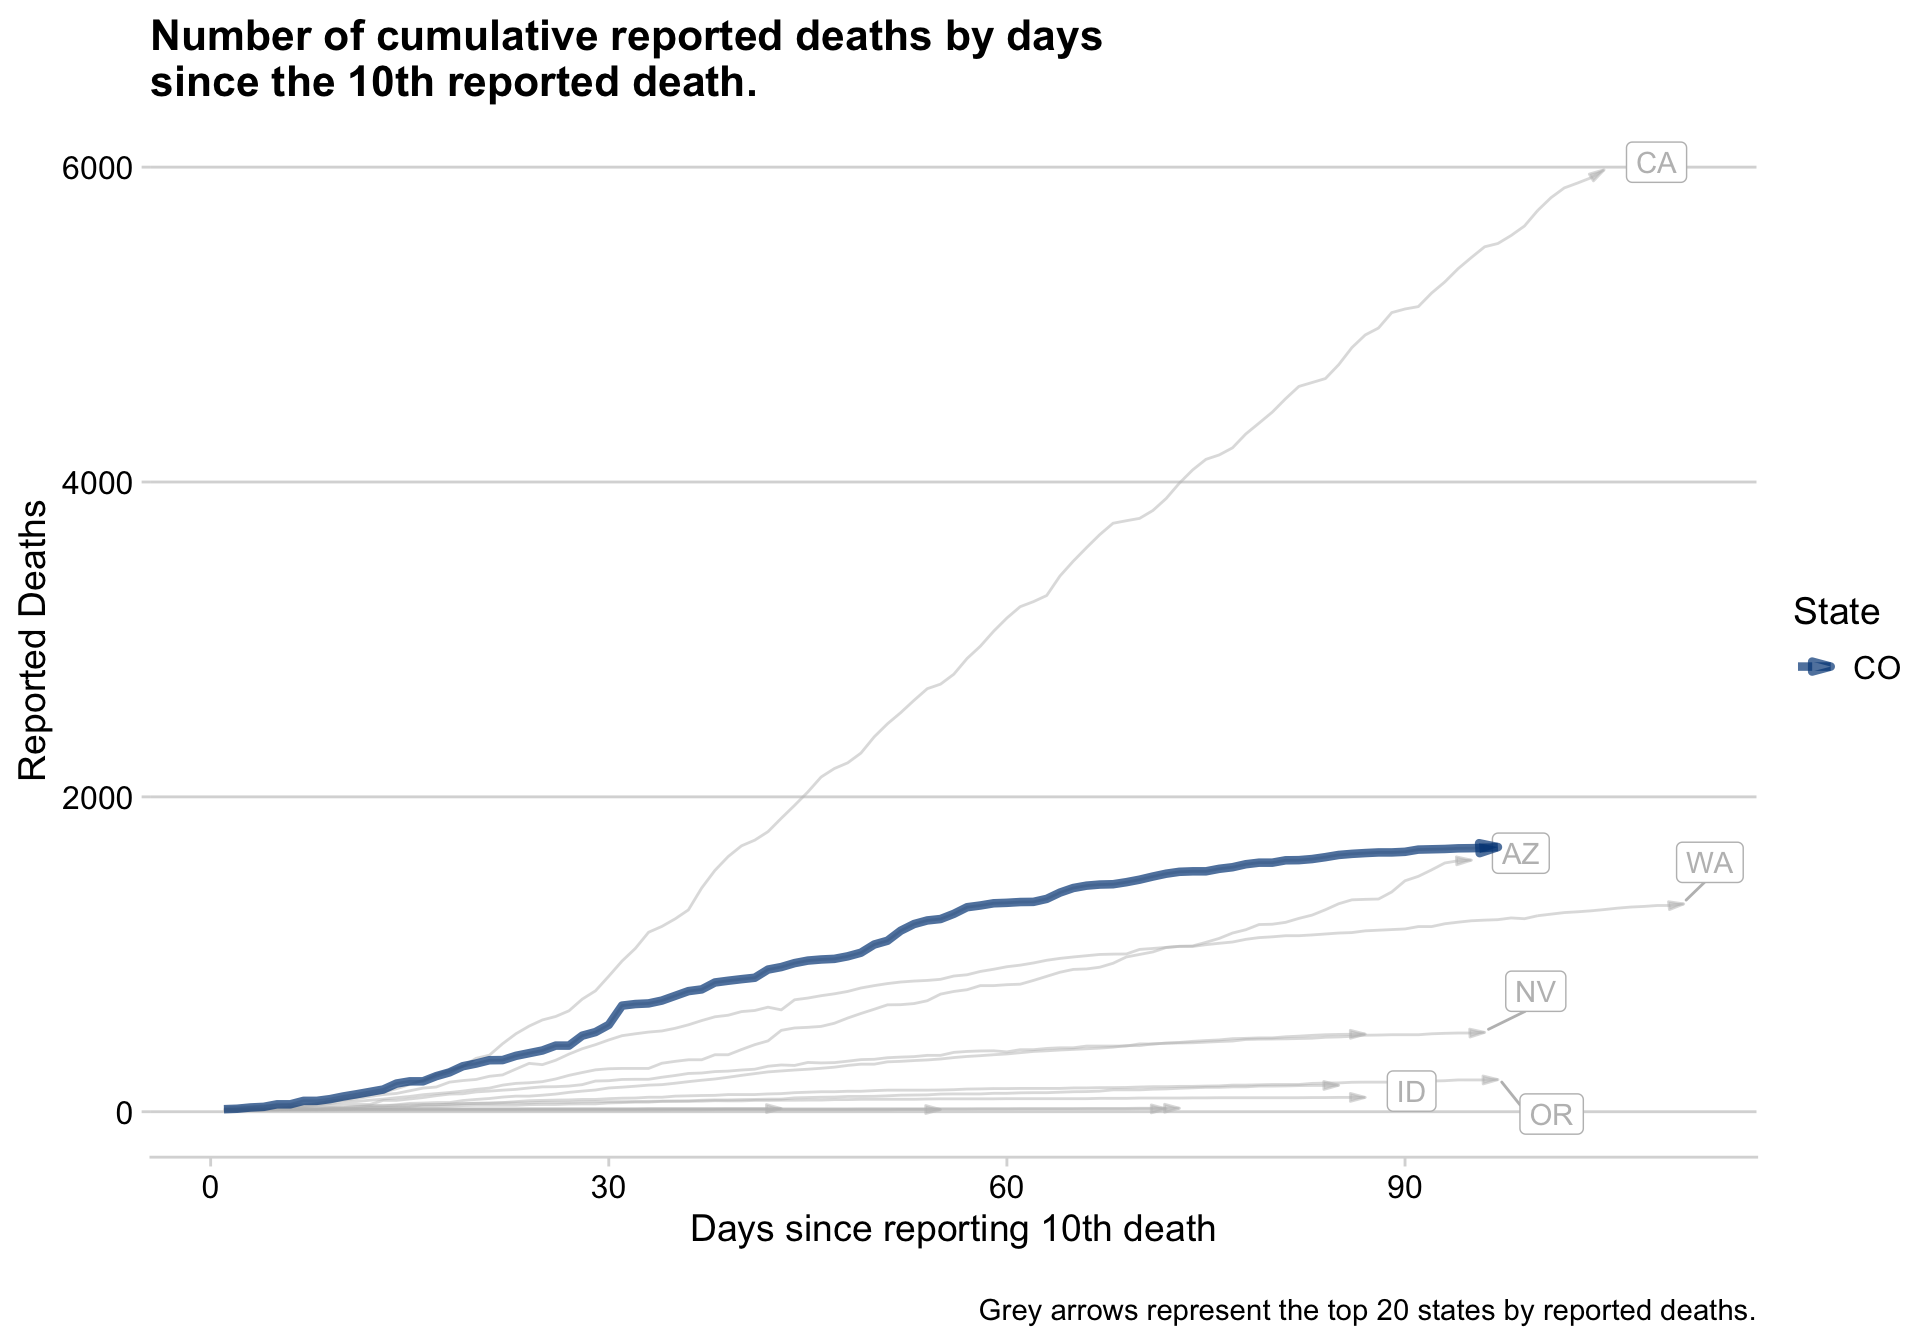 Number of cumulative reported deaths by days
since the 10th reported death.
6000
4000
2000
0
Reported Deaths
CA
AZ
WA
NV
ID
OR
State
CO
0
30
60
90
Days since reporting 10th death
Grey arrows represent the top 20 states by reported deaths.